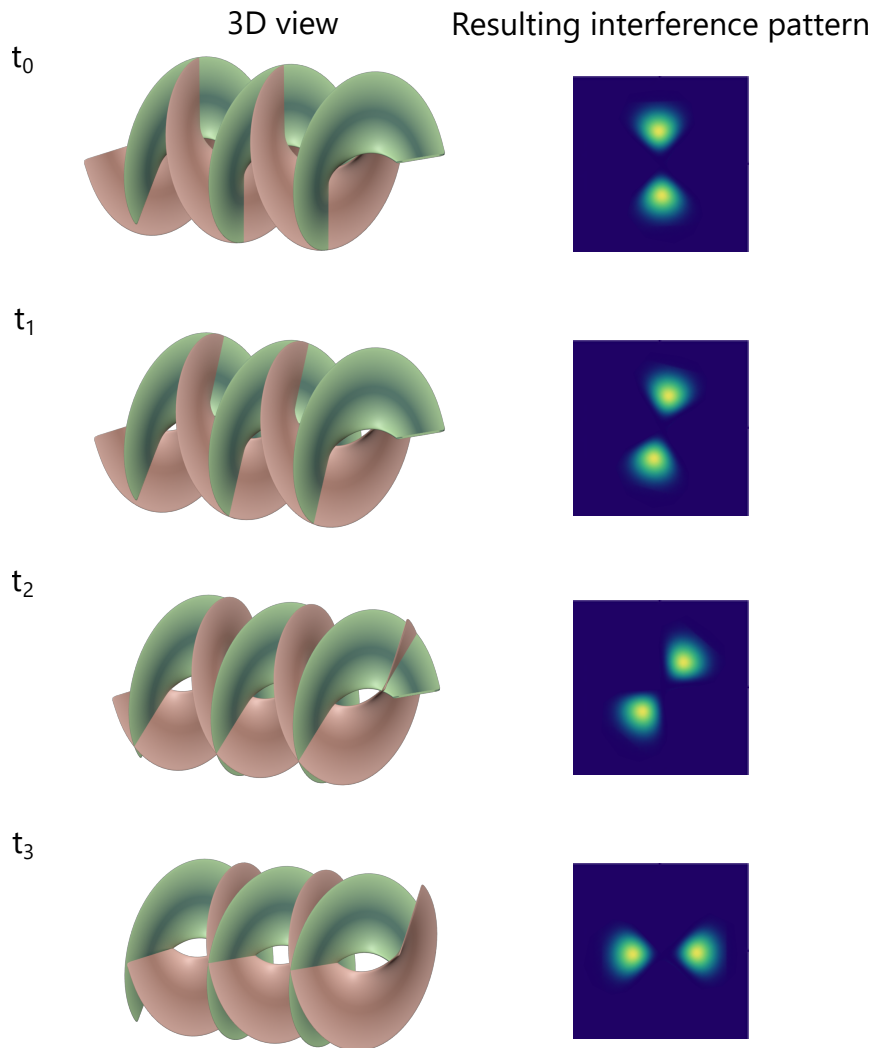 3D view
Resulting interference pattern
t₀
t₁
t₂
t₃